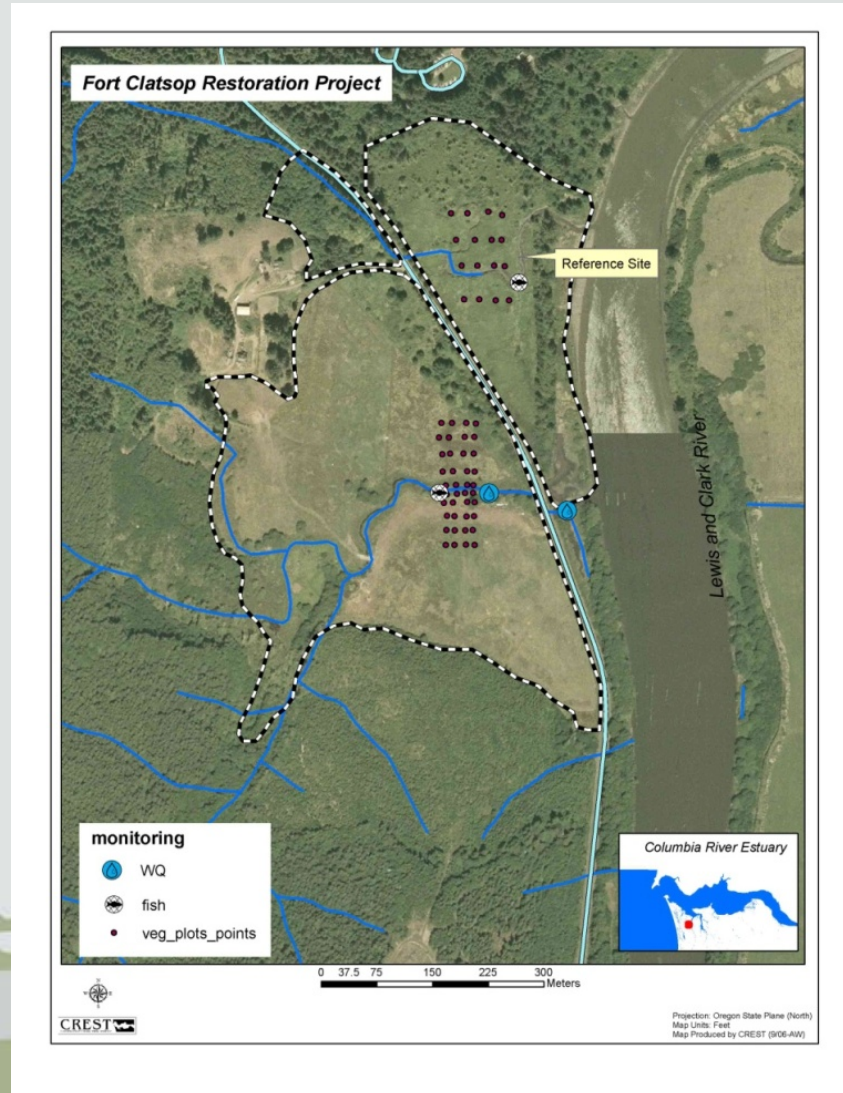 Fort Clatsop Restoration Project
Reference Site
Lewis and Clark River
monitoring
WQ
fish
veg_plots_points
Columbia River Estuary
0 37.5 75 150 225 300
Meters
CREST
Projection: Oregon State Plane (North)
Map Units: Feet
Map Produced by CREST (9/06-AW)